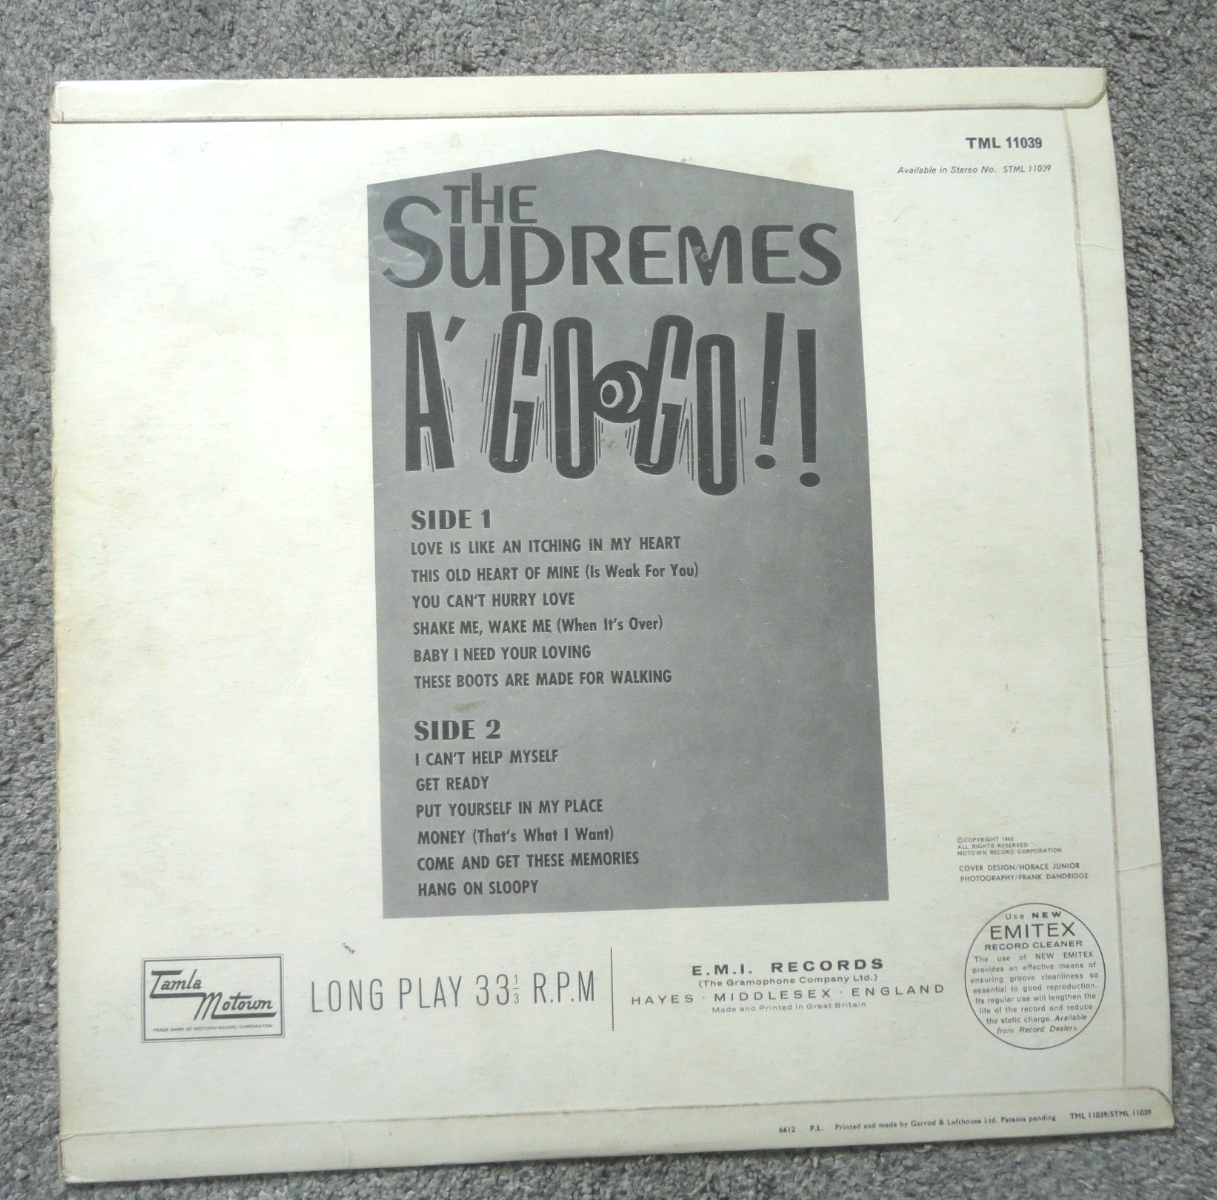 TML 11039
Available in Stereo No. STML 11039
THE
SUPREMES
A' GO GO!!
SIDE 1
LOVE IS LIKE AN ITCHING IN MY HEART
THIS OLD HEART OF MINE (Is Weak For You)
YOU CAN'T HURRY LOVE
SHAKE ME, WAKE ME (When It's Over)
BABY I NEED YOUR LOVING
THESE BOOTS ARE MADE FOR WALKING
SIDE 2
I CAN'T HELP MYSELF
GET READY
PUT YOURSELF IN MY PLACE
MONEY (That's What I Want)
COME AND GET THESE MEMORIES
HANG ON SLOOPY
©COPYRIGHT
ALL RIGHTS RESERVED
MOTOWN RECORD CORPORATION
COVER DESIGN/HORACE JUNIOR
PHOTOGRAPHY/FRANK DANDRIDGE
Tamla
Motown
TRADE MARK OF MOTOWN RECORD CORPORATION
LONG PLAY 33⅓ R.P.M
E.M.I. RECORDS
(The Gramophone Company Ltd.)
HAYES · MIDDLESEX · ENGLAND
Made and Printed in Great Britain
Use NEW
EMITEX
RECORD CLEANER
The use of NEW EMITEX
provides an effective means of
ensuring groove cleanliness so
essential to good reproduction.
Its regular use will lengthen the
life of the record and reduce
the static charge. Available
from Record Dealers.
6612 P.L. Printed and made by Garrod & Lofthouse Ltd. Patents pending TML 11039/STML 11039